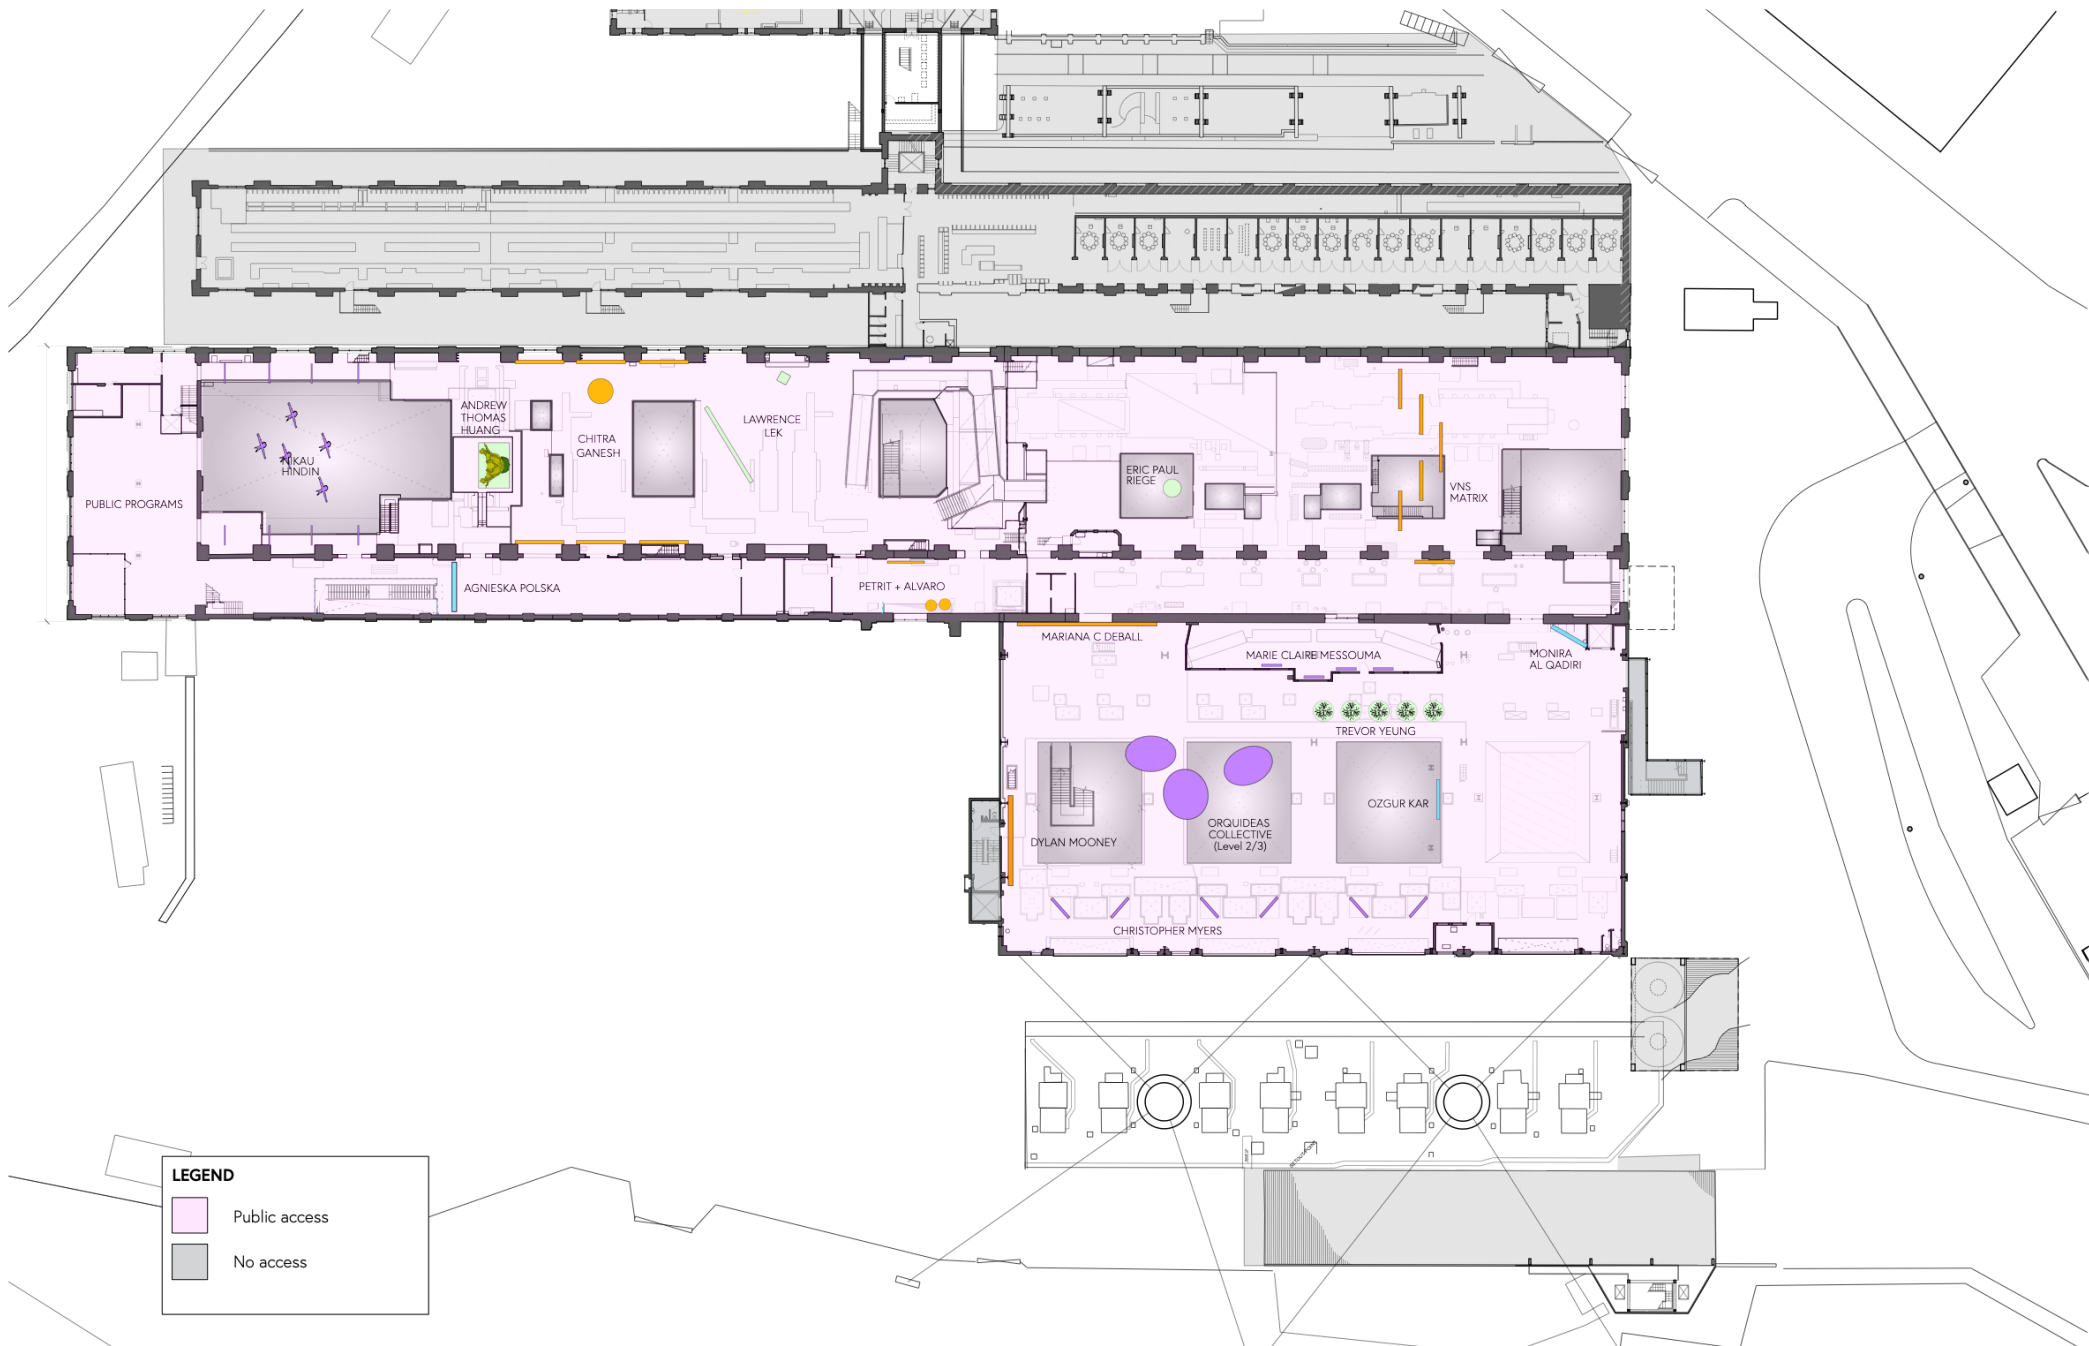 ANDREW
THOMAS
HUANG
CHITRA
GANESH
LAWRENCE
LEK
NIKAU
HINDIN
ERIC PAUL
RIEGE
VNS
MATRIX
PUBLIC PROGRAMS
AGNIESKA POLSKA
PETRIT + ALVARO
MARIANA C DEBALL
MARIE CLAIRE MESSOUMA
MONIRA
AL QADIRI
TREVOR YEUNG
OZGUR KAR
ORQUIDEAS
COLLECTIVE
(Level 2/3)
DYLAN MOONEY
CHRISTOPHER MYERS
LEGEND
Public access
No access